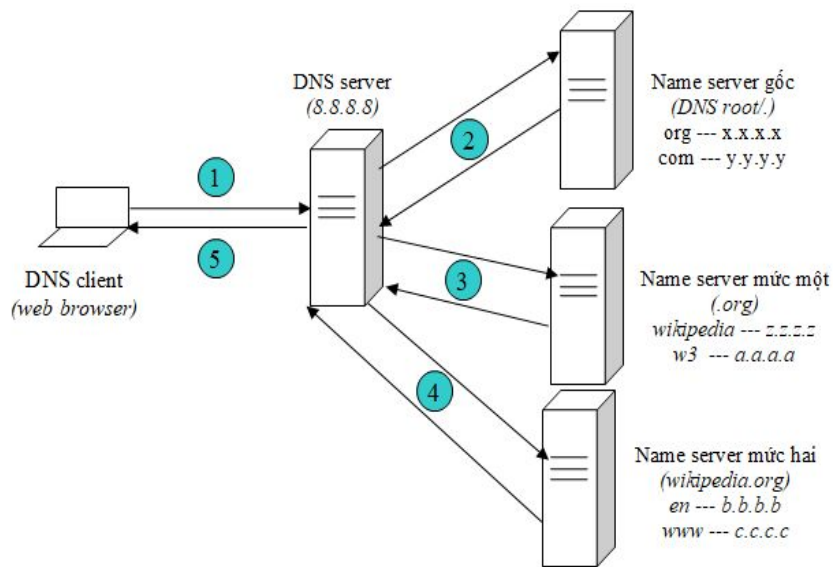 DNS server
(8.8.8.8)
Name server gốc
(DNS root/.)
org --- x.x.x.x
com --- y.y.y.y
1
2
5
3
4
DNS client
(web browser)
Name server mức một
(.org)
wikipedia --- z.z.z.z
w3 --- a.a.a.a
Name server mức hai
(wikipedia.org)
en --- b.b.b.b
www --- c.c.c.c